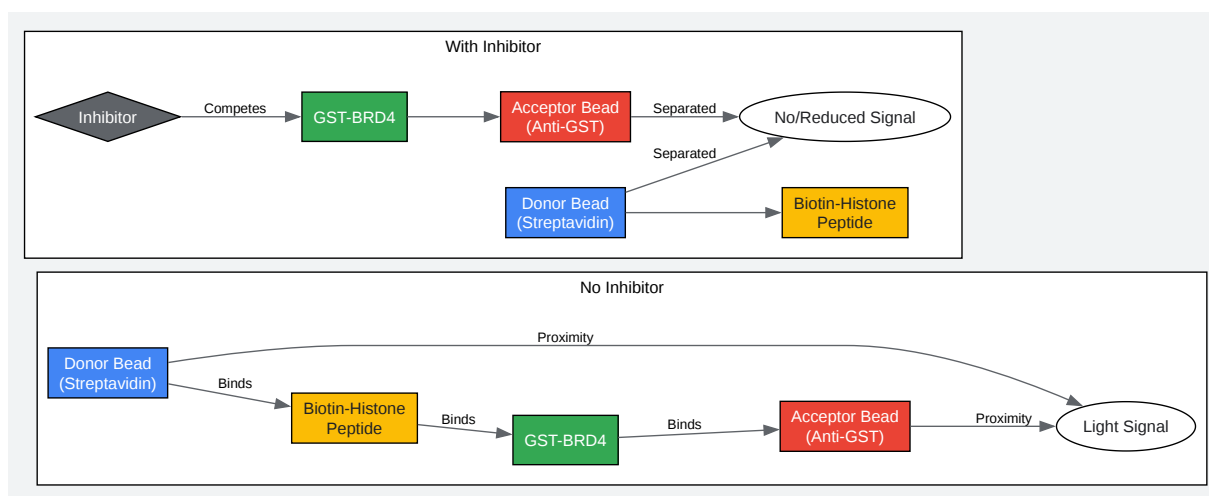 With Inhibitor
Inhibitor
Competes
GST-BRD4
Acceptor Bead
(Anti-GST)
Separated
No/Reduced Signal
Separated
Donor Bead
(Streptavidin)
Biotin-Histone
Peptide
No Inhibitor
Donor Bead
(Streptavidin)
Proximity
Binds
Biotin-Histone
Peptide
Binds
GST-BRD4
Binds
Acceptor Bead
(Anti-GST)
Proximity
Light Signal